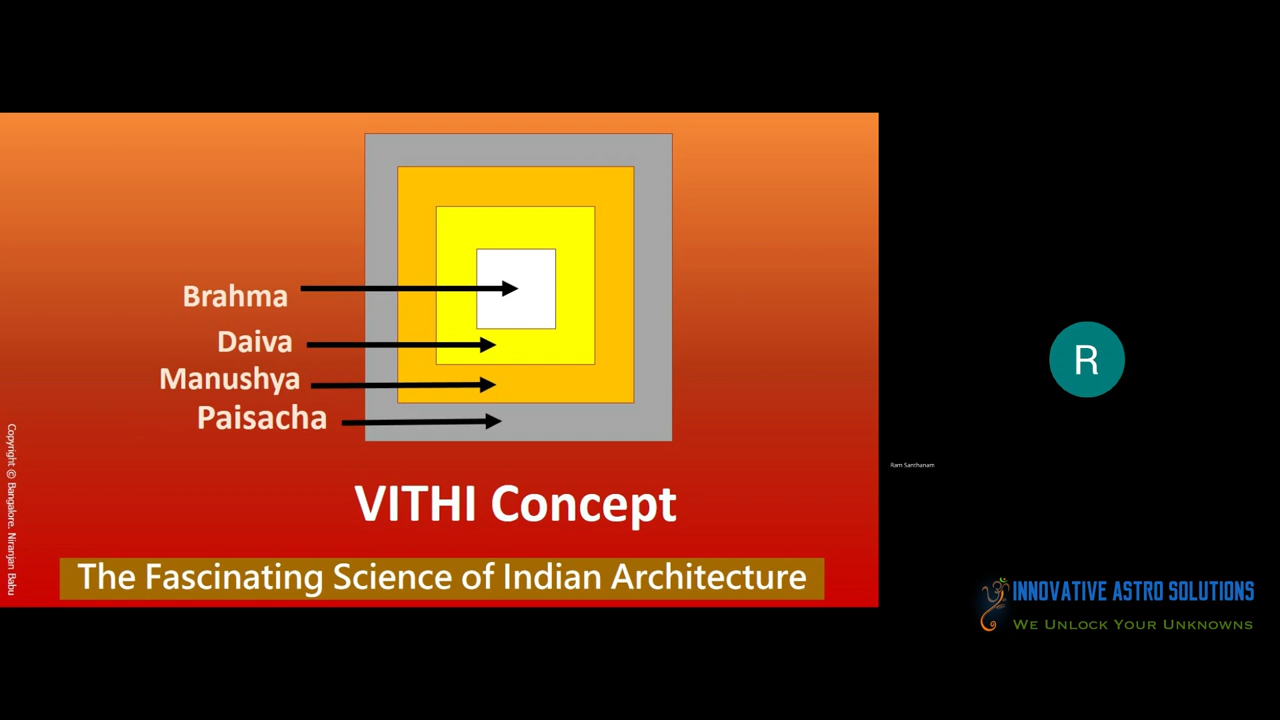 Brahma
Daiva
Manushya
Paisacha
VITHI Concept
The Fascinating Science of Indian Architecture
Copyright © Bangalore. Niranjan Babu
R
Ram Santhanam
INNOVATIVE ASTRO SOLUTIONS
WE UNLOCK YOUR UNKNOWNS